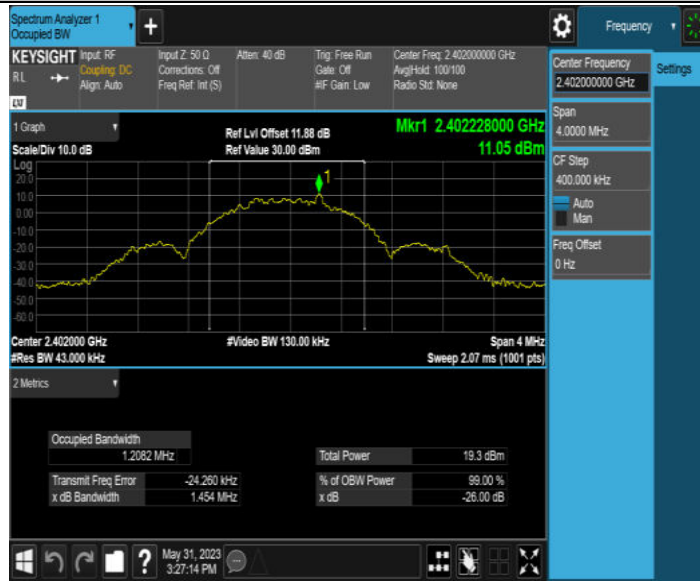 Spectrum Analyzer 1
Occupied BW
Frequency
KEYSIGHT
RL
Input: RF
Coupling: DC
Align: Auto
Input Z: 50 Ω
Corrections: Off
Freq Ref: Int (S)
Atten: 40 dB
Trig: Free Run
Gate: Off
#IF Gain: Low
Center Freq: 2.402000000 GHz
Avg|Hold: 100/100
Radio Std: None
LXI
1 Graph
Scale/Div 10.0 dB
Ref Lvl Offset 11.88 dB
Ref Value 30.00 dBm
Mkr1 2.402228000 GHz
11.05 dBm
Log
20.0
10.0
0.00
-10.0
-20.0
-30.0
-40.0
-50.0
-60.0
1
Center 2.402000 GHz
#Res BW 43.000 kHz
#Video BW 130.00 kHz
Span 4 MHz
Sweep 2.07 ms (1001 pts)
2 Metrics
Occupied Bandwidth
1.2082 MHz
Transmit Freq Error -24.260 kHz
x dB Bandwidth 1.454 MHz
Total Power 19.3 dBm
% of OBW Power 99.00 %
x dB -26.00 dB
Center Frequency
2.402000000 GHz
Settings
Span
4.0000 MHz
CF Step
400.000 kHz
Auto
Man
Freq Offset
0 Hz
?
May 31, 2023
3:27:14 PM